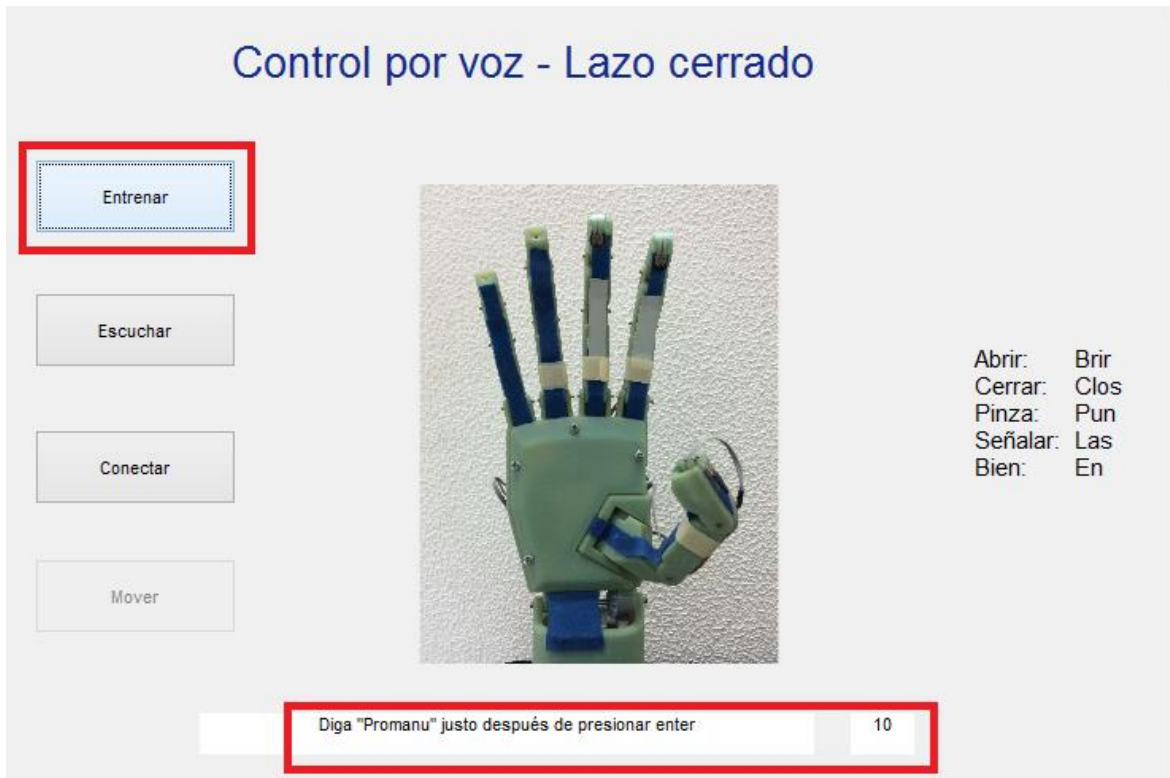 Control por voz - Lazo cerrado
Entrenar
Escuchar
Conectar
Mover
Abrir: Brir
Cerrar: Clos
Pinza: Pun
Señalar: Las
Bien: En
Diga "Promanu" justo después de presionar enter 10